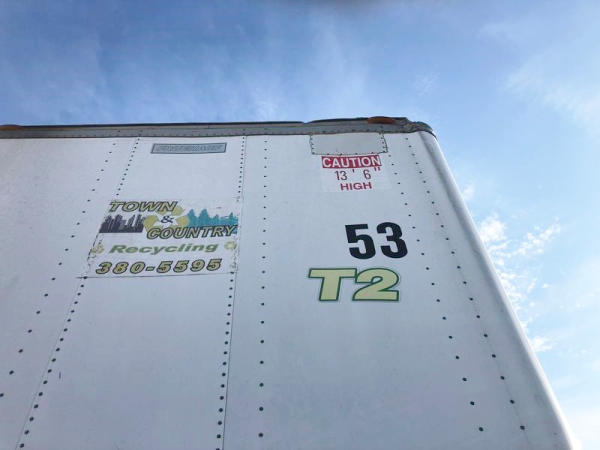 TOWN
&
COUNTRY
Recycling
380-5595
CAUTION
13' 6"
HIGH
53
T2